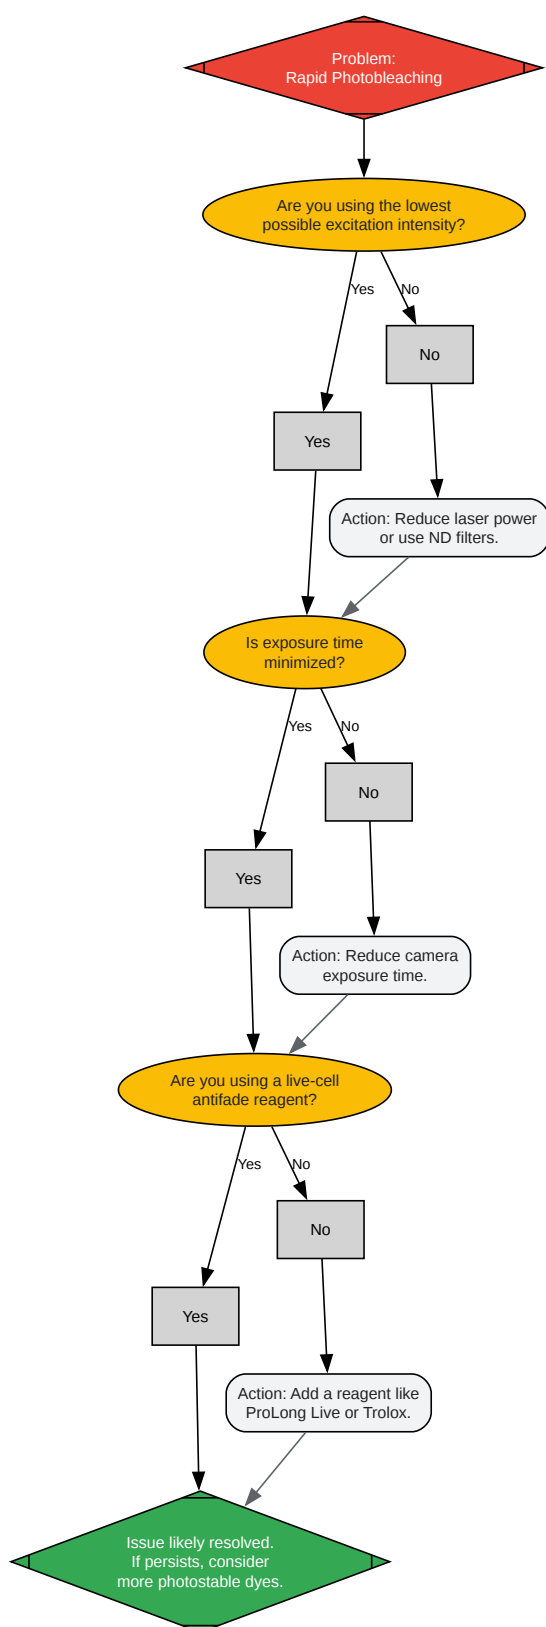 Problem:
Rapid Photobleaching
Are you using the lowest
possible excitation intensity?
Yes
No
No
Yes
Action: Reduce laser power
or use ND filters.
Is exposure time
minimized?
Yes
No
No
Yes
Action: Reduce camera
exposure time.
Are you using a live-cell
antifade reagent?
Yes
No
No
Yes
Action: Add a reagent like
ProLong Live or Trolox.
Issue likely resolved.
If persists, consider
more photostable dyes.